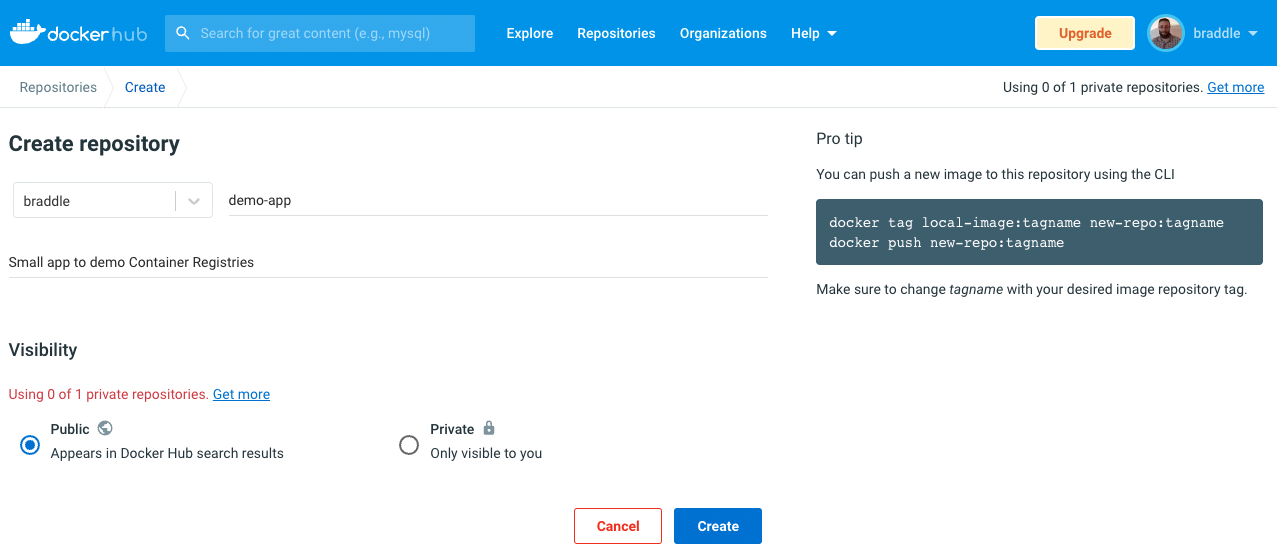 dockerhub Search for great content (e.g., mysql) Explore Repositories Organizations Help Upgrade braddle
Repositories Create Using 0 of 1 private repositories. Get more
Create repository
braddle demo-app
Small app to demo Container Registries
Visibility
Using 0 of 1 private repositories. Get more
Public Private
Appears in Docker Hub search results Only visible to you
Cancel Create
Pro tip
You can push a new image to this repository using the CLI
docker tag local-image:tagname new-repo:tagname
docker push new-repo:tagname
Make sure to change tagname with your desired image repository tag.